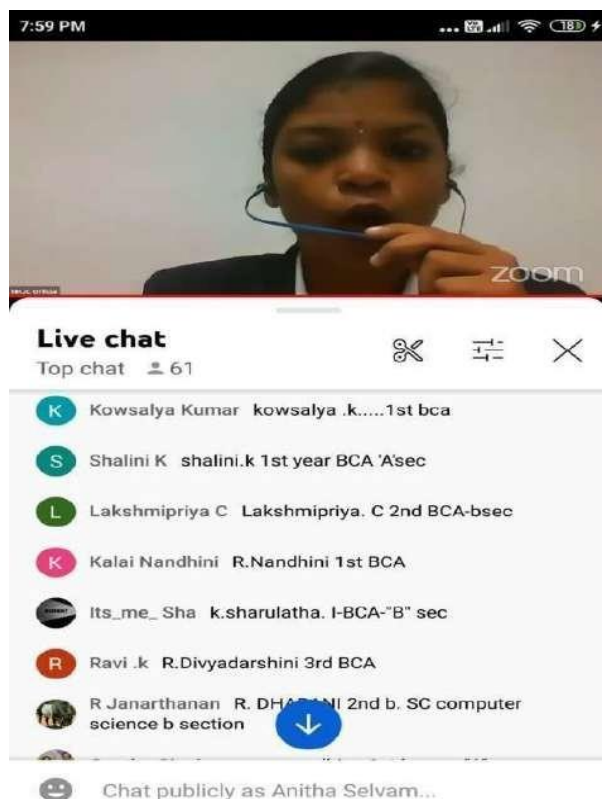 7:59 PM
18
zoom
Live chat
Top chat 61
K Kowsalya Kumar kowsalya .k.....1st bca
S Shalini K shalini.k 1st year BCA 'A'sec
L Lakshmipriya C Lakshmipriya. C 2nd BCA-bsec
K Kalai Nandhini R.Nandhini 1st BCA
Its_me_ Sha k.sharulatha. I-BCA-"B" sec
R Ravi .k R.Divyadarshini 3rd BCA
R Janarthanan R. 2nd b. SC computer
science b section
Chat publicly as Anitha Selvam...